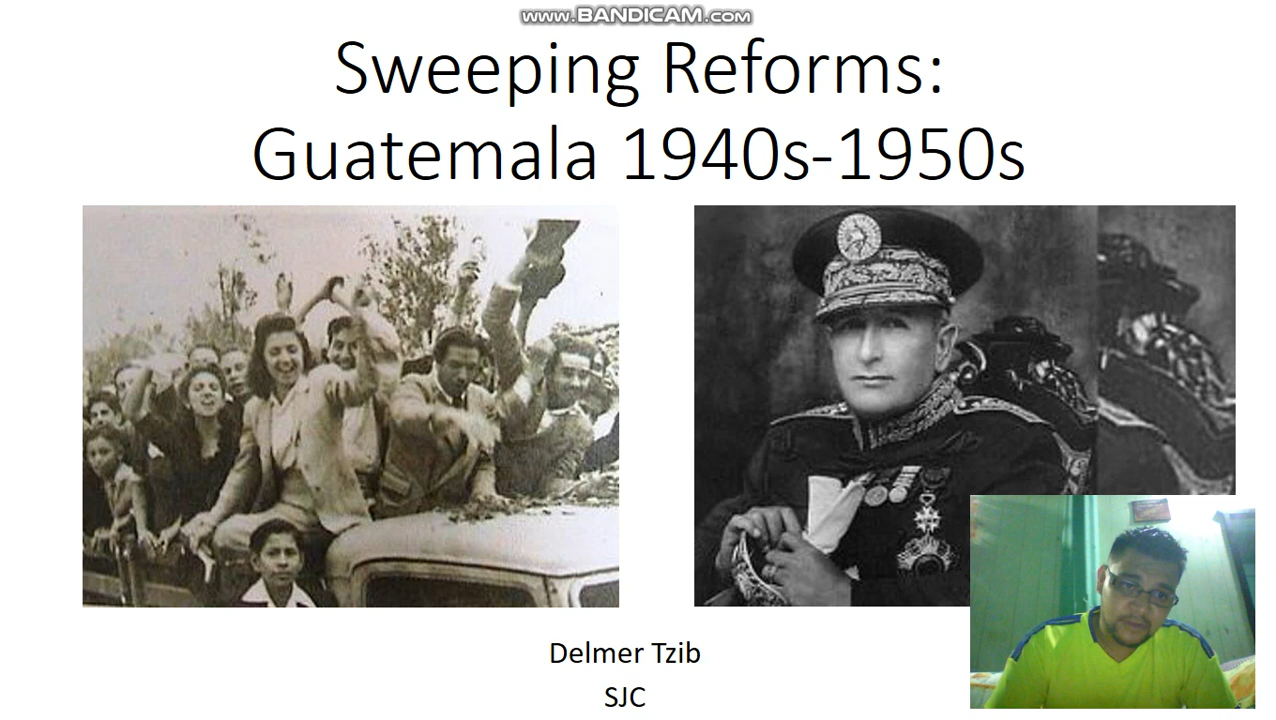 www.BANDICAM.com
Sweeping Reforms:
Guatemala 1940s-1950s
Delmer Tzib
SJC